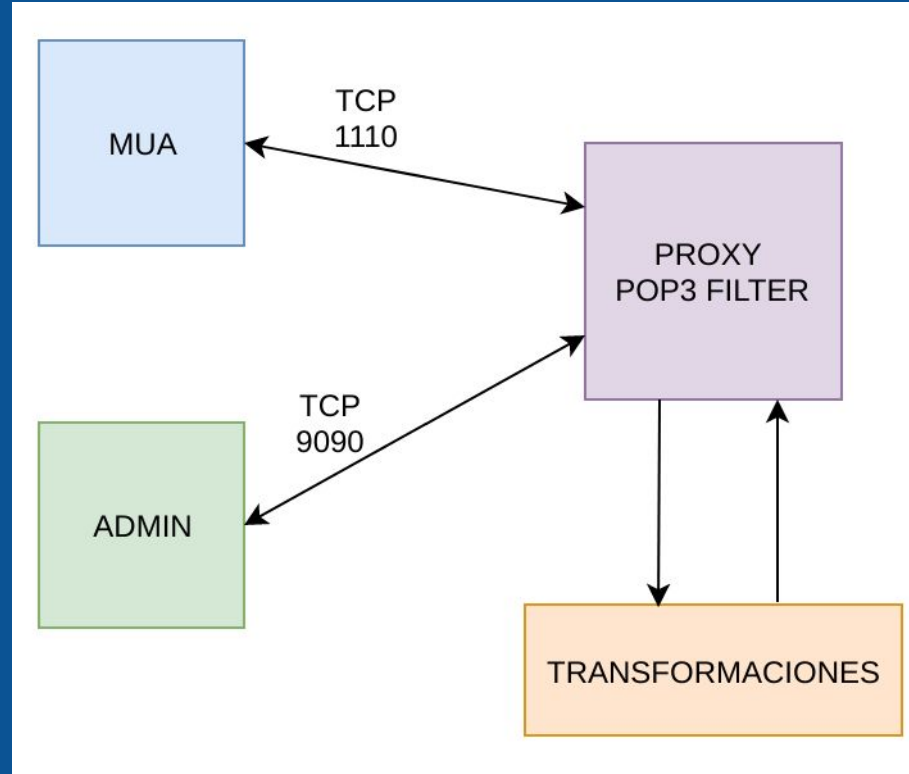 MUA
TCP
1110
PROXY
POP3 FILTER
TCP
9090
ADMIN
TRANSFORMACIONES